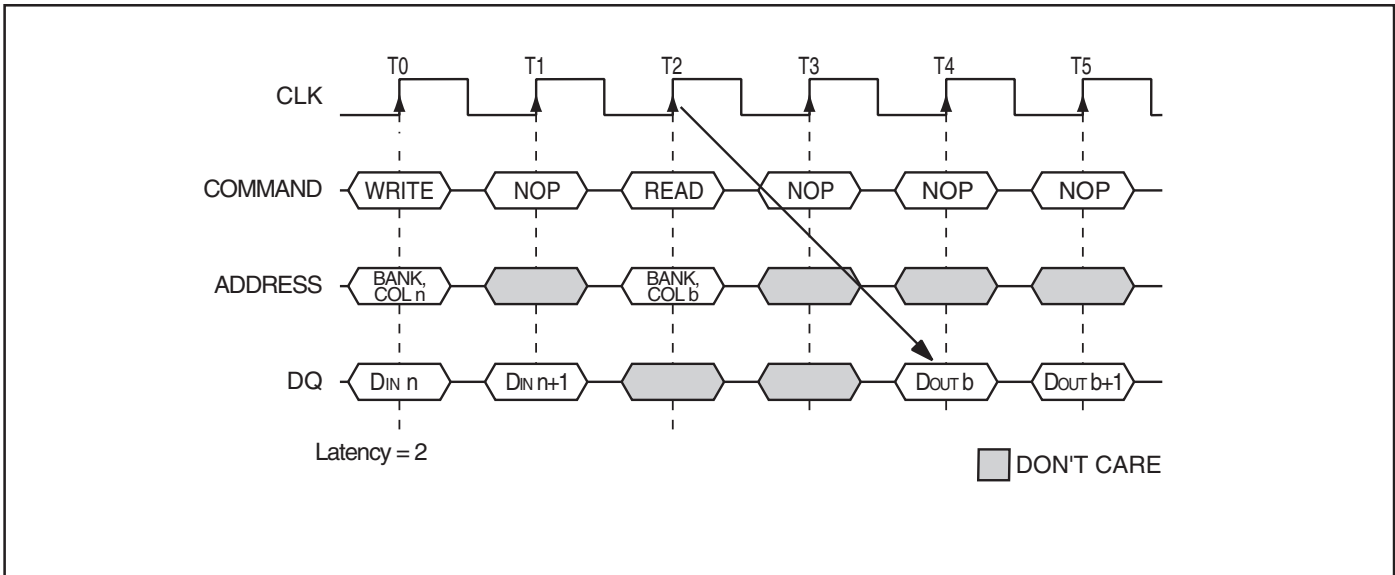 T0 T1 T2 T3 T4 T5
CLK
COMMAND WRITE NOP READ NOP NOP NOP
ADDRESS BANK, COL n BANK, COL b
DQ DIN n DIN n+1 DOUT b DOUT b+1
Latency = 2
DON'T CARE